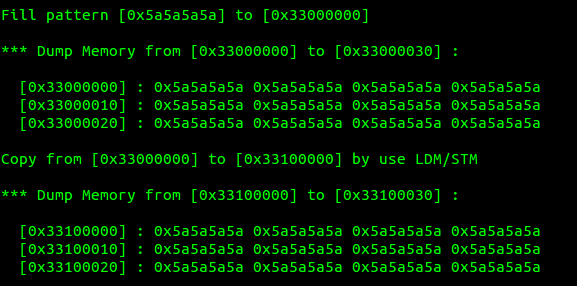 Fill pattern [0x5a5a5a5a] to [0x33000000]
*** Dump Memory from [0x33000000] to [0x33000030] :
[0x33000000] : 0x5a5a5a5a 0x5a5a5a5a 0x5a5a5a5a 0x5a5a5a5a
[0x33000010] : 0x5a5a5a5a 0x5a5a5a5a 0x5a5a5a5a 0x5a5a5a5a
[0x33000020] : 0x5a5a5a5a 0x5a5a5a5a 0x5a5a5a5a 0x5a5a5a5a
Copy from [0x33000000] to [0x33100000] by use LDM/STM
*** Dump Memory from [0x33100000] to [0x33100030] :
[0x33100000] : 0x5a5a5a5a 0x5a5a5a5a 0x5a5a5a5a 0x5a5a5a5a
[0x33100010] : 0x5a5a5a5a 0x5a5a5a5a 0x5a5a5a5a 0x5a5a5a5a
[0x33100020] : 0x5a5a5a5a 0x5a5a5a5a 0x5a5a5a5a 0x5a5a5a5a